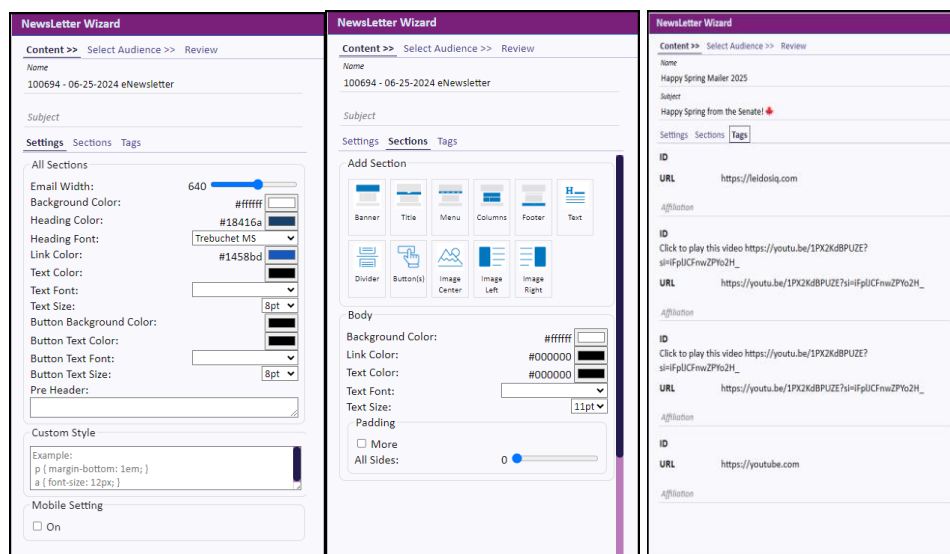 NewsLetter Wizard
Content >> Select Audience >> Review
Name
100694 - 06-25-2024 eNewsletter
Subject
Settings Sections Tags
All Sections
Email Width: 640
Background Color: #ffffff
Heading Color: #18416a
Heading Font: Trebuchet MS
Link Color: #1458bd
Text Color:
Text Font:
Text Size: 8pt
Button Background Color:
Button Text Color:
Button Text Font:
Button Text Size: 8pt
Pre Header:
Custom Style
Example:
p { margin-bottom: 1em; }
a { font-size: 12px; }
Mobile Setting
On
NewsLetter Wizard
Content >> Select Audience >> Review
Name
100694 - 06-25-2024 eNewsletter
Subject
Settings Sections Tags
Add Section
Banner Title Menu Columns Footer Text
Divider Button(s) Image Center Image Left Image Right
Body
Background Color: #ffffff
Link Color: #000000
Text Color: #000000
Text Font:
Text Size: 11pt
Padding
More
All Sides: 0
NewsLetter Wizard
Content >> Select Audience >> Review
Name
Happy Spring Mailer 2025
Subject
Happy Spring from the Senate!
Settings Sections Tags
ID
URL https://leidosiq.com
Affiliation
ID
Click to play this video https://youtu.be/1PX2KdBPUZE?
si=iFplJCFnwZPYo2H_
URL https://youtu.be/1PX2KdBPUZE?si=iFplJCFnwZPYo2H_
Affiliation
ID
Click to play this video https://youtu.be/1PX2KdBPUZE?
si=iFplJCFnwZPYo2H_
URL https://youtu.be/1PX2KdBPUZE?si=iFplJCFnwZPYo2H_
Affiliation
ID
URL https://youtube.com
Affiliation